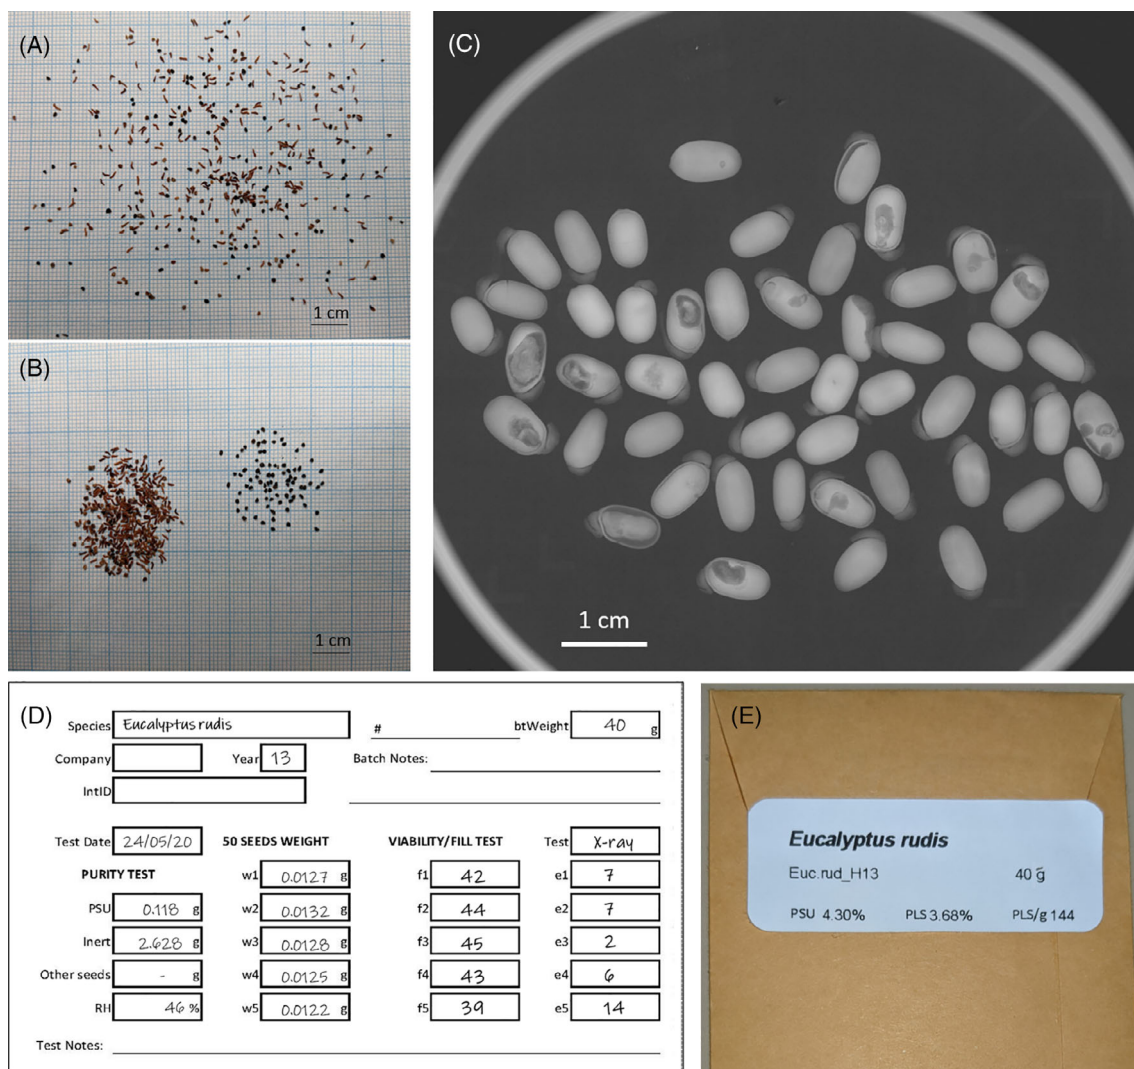 (A)
1 cm
(B)
1 cm
(C)
1 cm
(D)
Species Eucalyptus rudis # btWeight 40 g
Company Year 13 Batch Notes:
IntID
Test Date 24/05/20 50 SEEDS WEIGHT VIABILITY/FILL TEST Test X-ray
PURITY TEST w1 0.0127 g f1 42 e1 7
PSU 0.118 g w2 0.0132 g f2 44 e2 7
Inert 2.628 g w3 0.0128 g f3 45 e3 2
Other seeds - g w4 0.0125 g f4 43 e4 6
RH 46 % w5 0.0122 g f5 39 e5 14
Test Notes:
(E)
Eucalyptus rudis
Euc.rud_H13 40 g
PSU 4.30% PLS 3.68% PLS/g 144